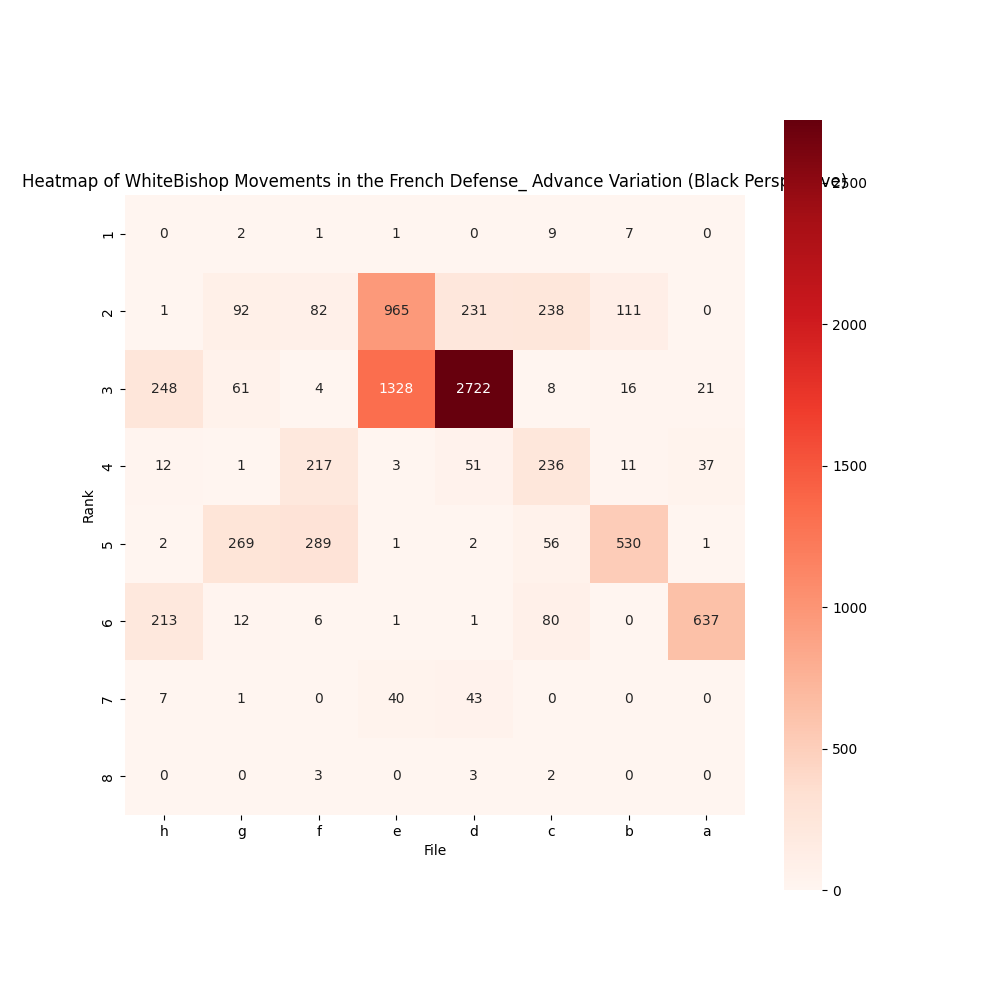 Heatmap of WhiteBishop Movements in the French Defense_ Advance Variation (Black Perspective)
2500
1 0 2 1 1 0 9 7 0
2 1 92 82 965 231 238 111 0
2000
3 248 61 4 1328 2722 8 16 21
1500
4 12 1 217 3 51 236 11 37
Rank
5 2 269 289 1 2 56 530 1
1000
6 213 12 6 1 1 80 0 637
7 7 1 0 40 43 0 0 0
500
8 0 0 3 0 3 2 0 0
h g f e d c b a
File
0